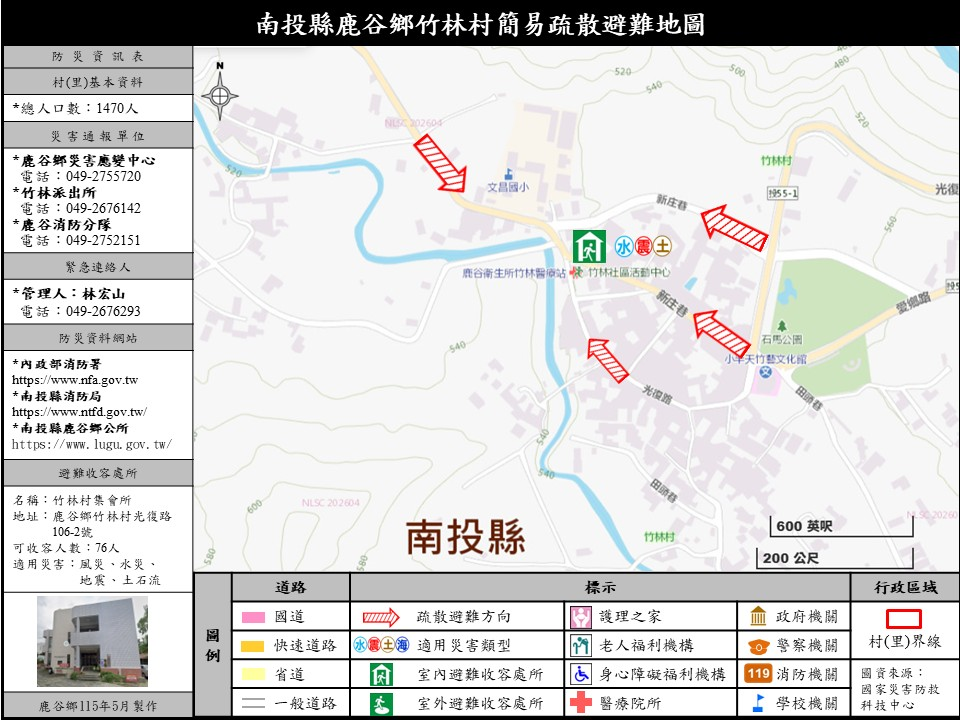 南投縣鹿谷鄉竹林村簡易疏散避難地圖
防災資訊表
村(里)基本資料
*總人口數：1470人
災害通報單位
*鹿谷鄉災害應變中心
電話：049-2755720
*竹林派出所
電話：049-2676142
*鹿谷消防分隊
電話：049-2752151
緊急連絡人
*管理人：林宏山
電話：049-2676293
防災資料網站
*內政部消防署
https://www.nfa.gov.tw
*南投縣消防局
https://www.ntfd.gov.tw/
*南投縣鹿谷鄉公所
https://www.lugu.gov.tw/
避難收容處所
名稱：竹林村集會所
地址：鹿谷鄉竹林村光復路
106-2號
可收容人數：76人
適用災害：風災、水災、
地震、土石流
鹿谷鄉115年5月製作
N
NLSC 202604
520
540
500
520
竹林村
投55-1
光復
文昌國小
新庄巷
560
水 震 土
鹿谷衛生所竹林醫療站
竹林社區活動中心
新庄巷
愛鄉路
石馬公園
小半天竹藝文化館
540
光復路
田頭巷
540
540
田頭巷
600
580
NLSC 202604
580
竹林村
NLSC 20260
南投縣
600 英呎
200 公尺
圖例
道路
標示
行政區域
國道
疏散避難方向
護理之家
政府機關
村(里)界線
快速道路
水 震 土 海
適用災害類型
老人福利機構
警察機關
省道
室內避難收容處所
身心障礙福利機構
119
消防機關
圖資來源：
國家災害防救
科技中心
一般道路
室外避難收容處所
醫療院所
學校機關